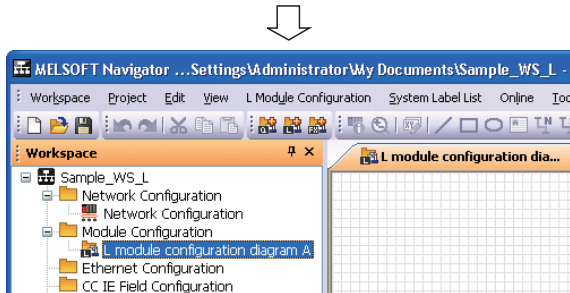 MELSOFT Navigator ...Settings\Administrator\My Documents\Sample_WS_L -
Workspace Project Edit View L Module Configuration System Label List Online Too
Workspace
L module configuration dia...
Sample_WS_L
Network Configuration
Network Configuration
Module Configuration
L module configuration diagram A
Ethernet Configuration
CC IE Field Configuration